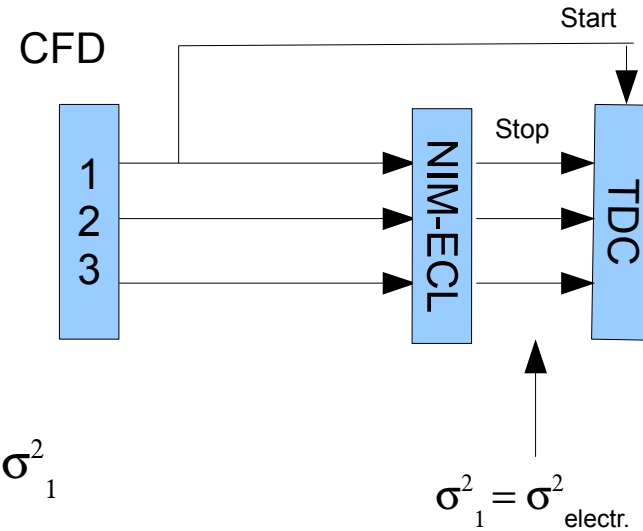 Start
CFD
Stop
1
2
3
NIM-ECL
TDC
σ²₁
σ²₁ = σ²electr.